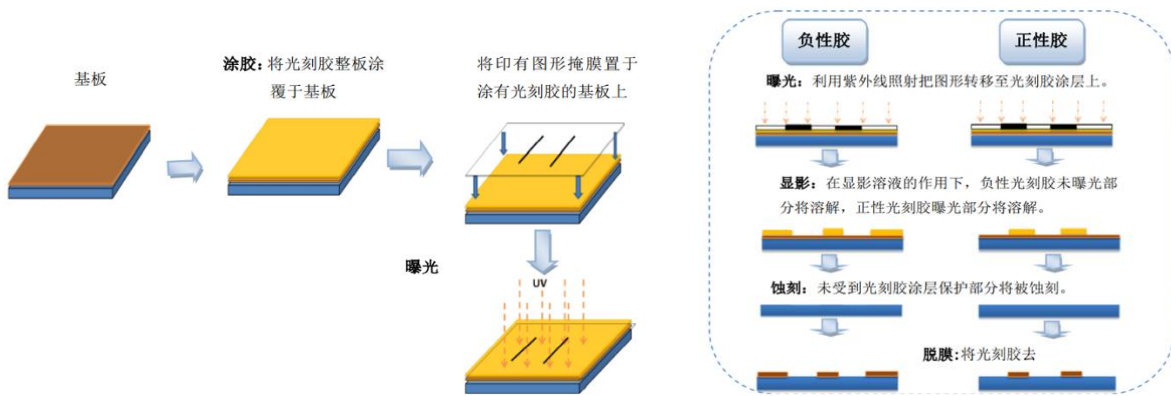 基板
涂胶：将光刻胶整板涂
覆于基板
将印有图形掩膜置于
涂有光刻胶的基板上
曝光
UV
负性胶
正性胶
曝光：利用紫外线照射把图形转移至光刻胶涂层上。
显影：在显影溶液的作用下，负性光刻胶未曝光部
分将溶解，正性光刻胶曝光部分将溶解。
蚀刻：未受到光刻胶涂层保护部分将被蚀刻。
脱膜:将光刻胶去